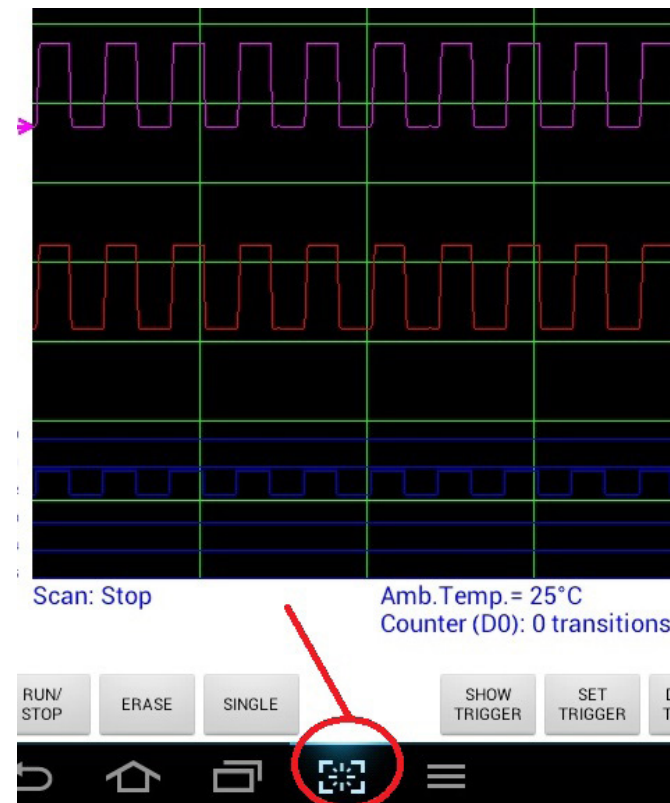 Scan: Stop
Amb.Temp.= 25°C
Counter (D0): 0 transitions
RUN/
STOP
ERASE
SINGLE
SHOW
TRIGGER
SET
TRIGGER